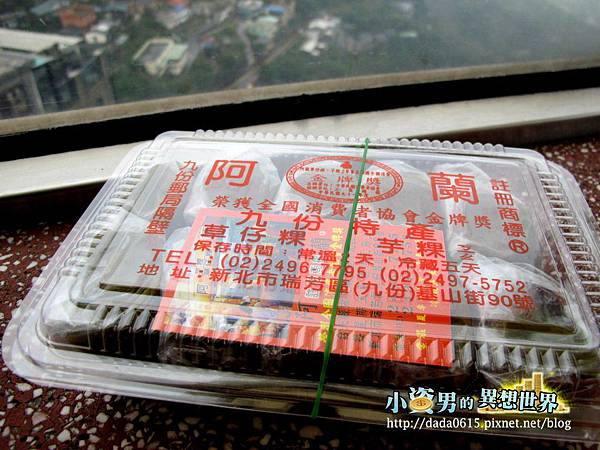 阿蘭
金牌獎
九份郵局隔壁
註冊商標®
榮獲全國消費者協會金牌獎
九份特產
草仔粿 芋粿
保存時間:常溫 天,冷藏五天
TEL:(02)2496-7795 (02)2497-5752
地址:新北市瑞芳區(九份)基山街90號
小資男的異想世界
http://dada0615.pixnet.net/blog